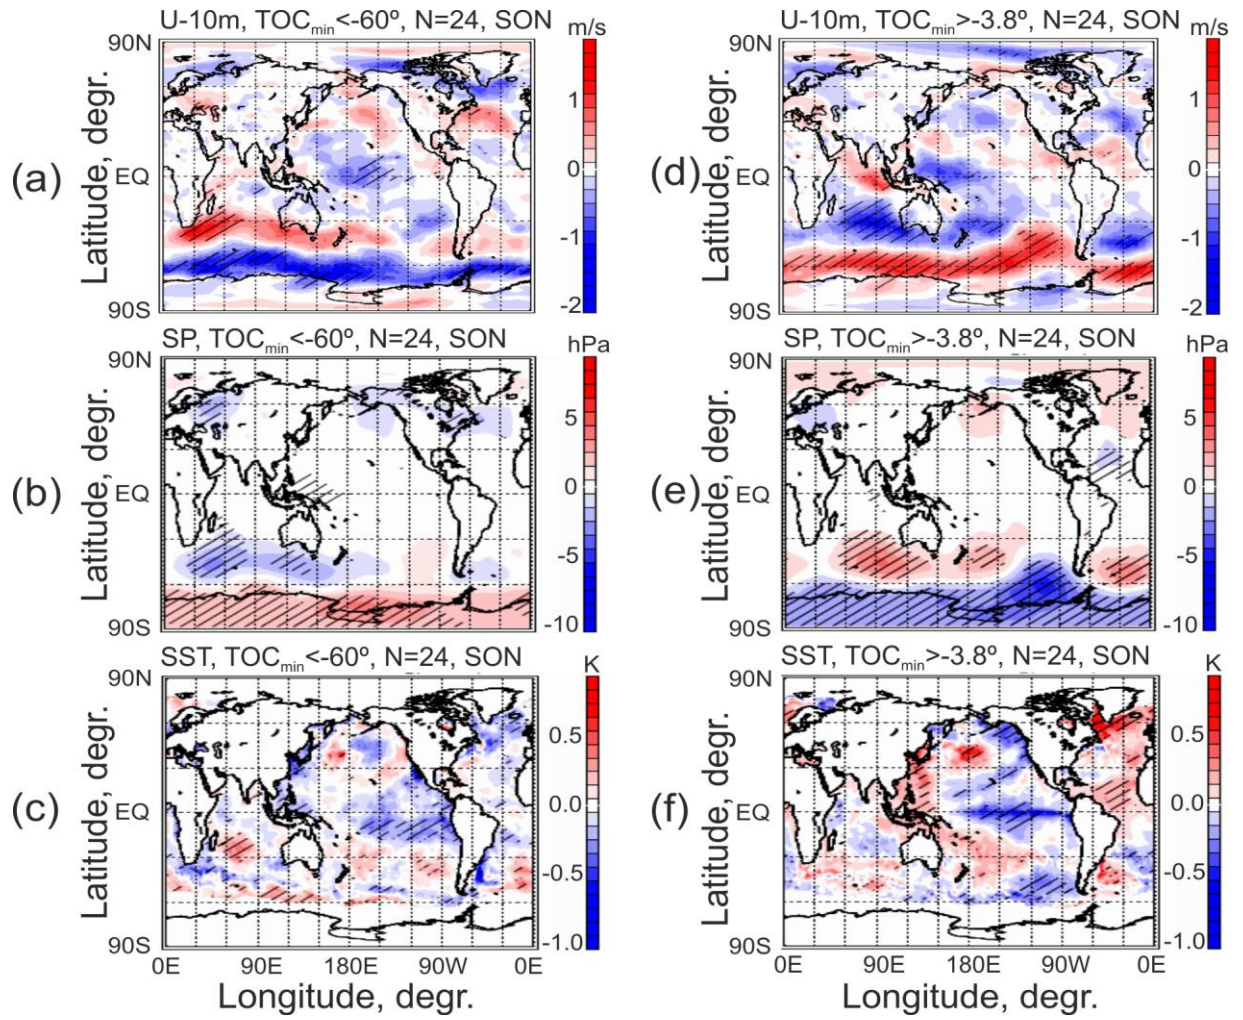 U-10m, TOCmin<-60º, N=24, SON m/s
90N
1
0
-1
-2
EQ
90S
Latitude, degr.
(a)
U-10m, TOCmin>-3.8º, N=24, SON m/s
90N
1
0
-1
-2
EQ
90S
Latitude, degr.
(d)
SP, TOCmin<-60º, N=24, SON hPa
90N
5
0
-5
-10
EQ
90S
Latitude, degr.
(b)
SP, TOCmin>-3.8º, N=24, SON hPa
90N
5
0
-5
-10
EQ
90S
Latitude, degr.
(e)
SST, TOCmin<-60º, N=24, SON K
90N
0.5
0.0
-0.5
-1.0
EQ
90S
Latitude, degr.
(c)
0E 90E 180E 90W 0E
Longitude, degr.
SST, TOCmin>-3.8º, N=24, SON K
90N
0.5
0.0
-0.5
-1.0
EQ
90S
Latitude, degr.
(f)
0E 90E 180E 90W 0E
Longitude, degr.